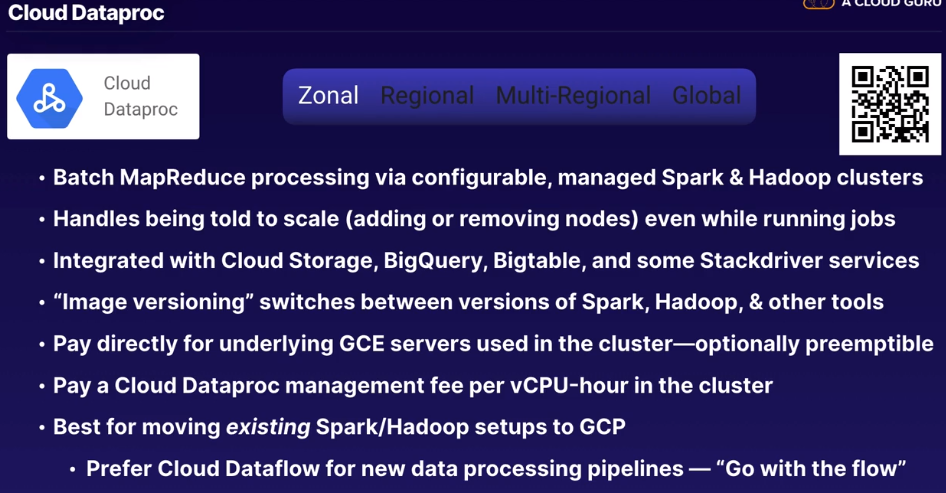 Cloud Dataproc
A CLOUD GURU
Cloud
Dataproc
Zonal Regional Multi-Regional Global
• Batch MapReduce processing via configurable, managed Spark & Hadoop clusters
• Handles being told to scale (adding or removing nodes) even while running jobs
• Integrated with Cloud Storage, BigQuery, Bigtable, and some Stackdriver services
• “Image versioning” switches between versions of Spark, Hadoop, & other tools
• Pay directly for underlying GCE servers used in the cluster—optionally preemptible
• Pay a Cloud Dataproc management fee per vCPU-hour in the cluster
• Best for moving existing Spark/Hadoop setups to GCP
• Prefer Cloud Dataflow for new data processing pipelines — “Go with the flow”